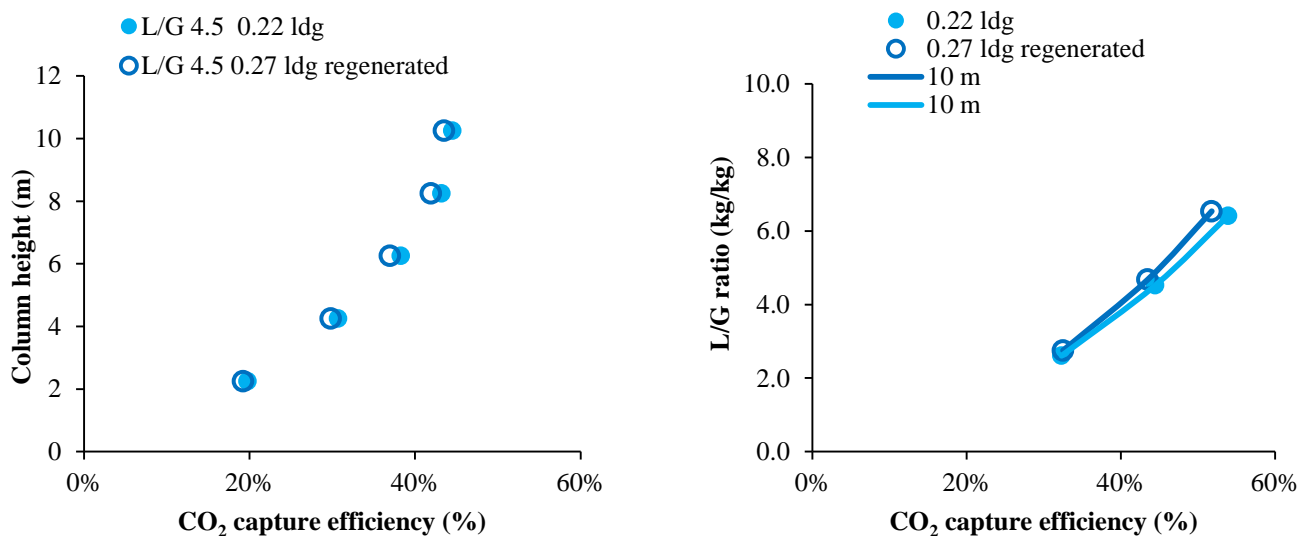 L/G 4.5 0.22 ldg
L/G 4.5 0.27 ldg regenerated
12
10
8
6
4
2
0
Column height (m)
0% 20% 40% 60%
CO₂ capture efficiency (%)
0.22 ldg
0.27 ldg regenerated
10 m
10 m
10.0
8.0
6.0
4.0
2.0
0.0
L/G ratio (kg/kg)
0% 20% 40% 60%
CO₂ capture efficiency (%)